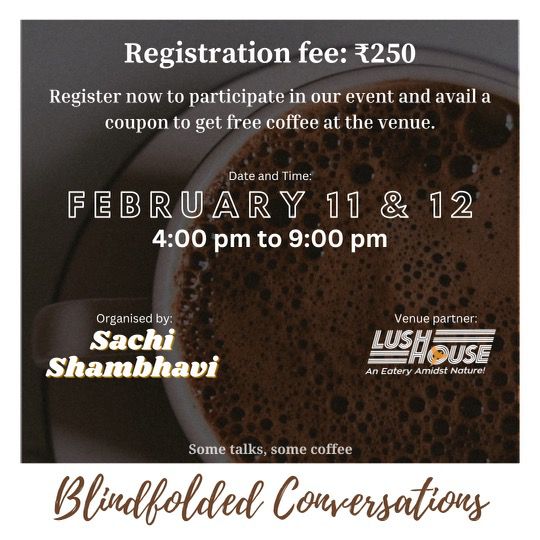 Registration fee: ₹250
Register now to participate in our event and avail a
coupon to get free coffee at the venue.
Date and Time:
FEBRUARY 11 & 12
4:00 pm to 9:00 pm
Organised by:
Sachi
Shambhavi
Venue partner:
LUSH
HOUSE
An Eatery Amidst Nature!
Some talks, some coffee
Blindfolded Conversations